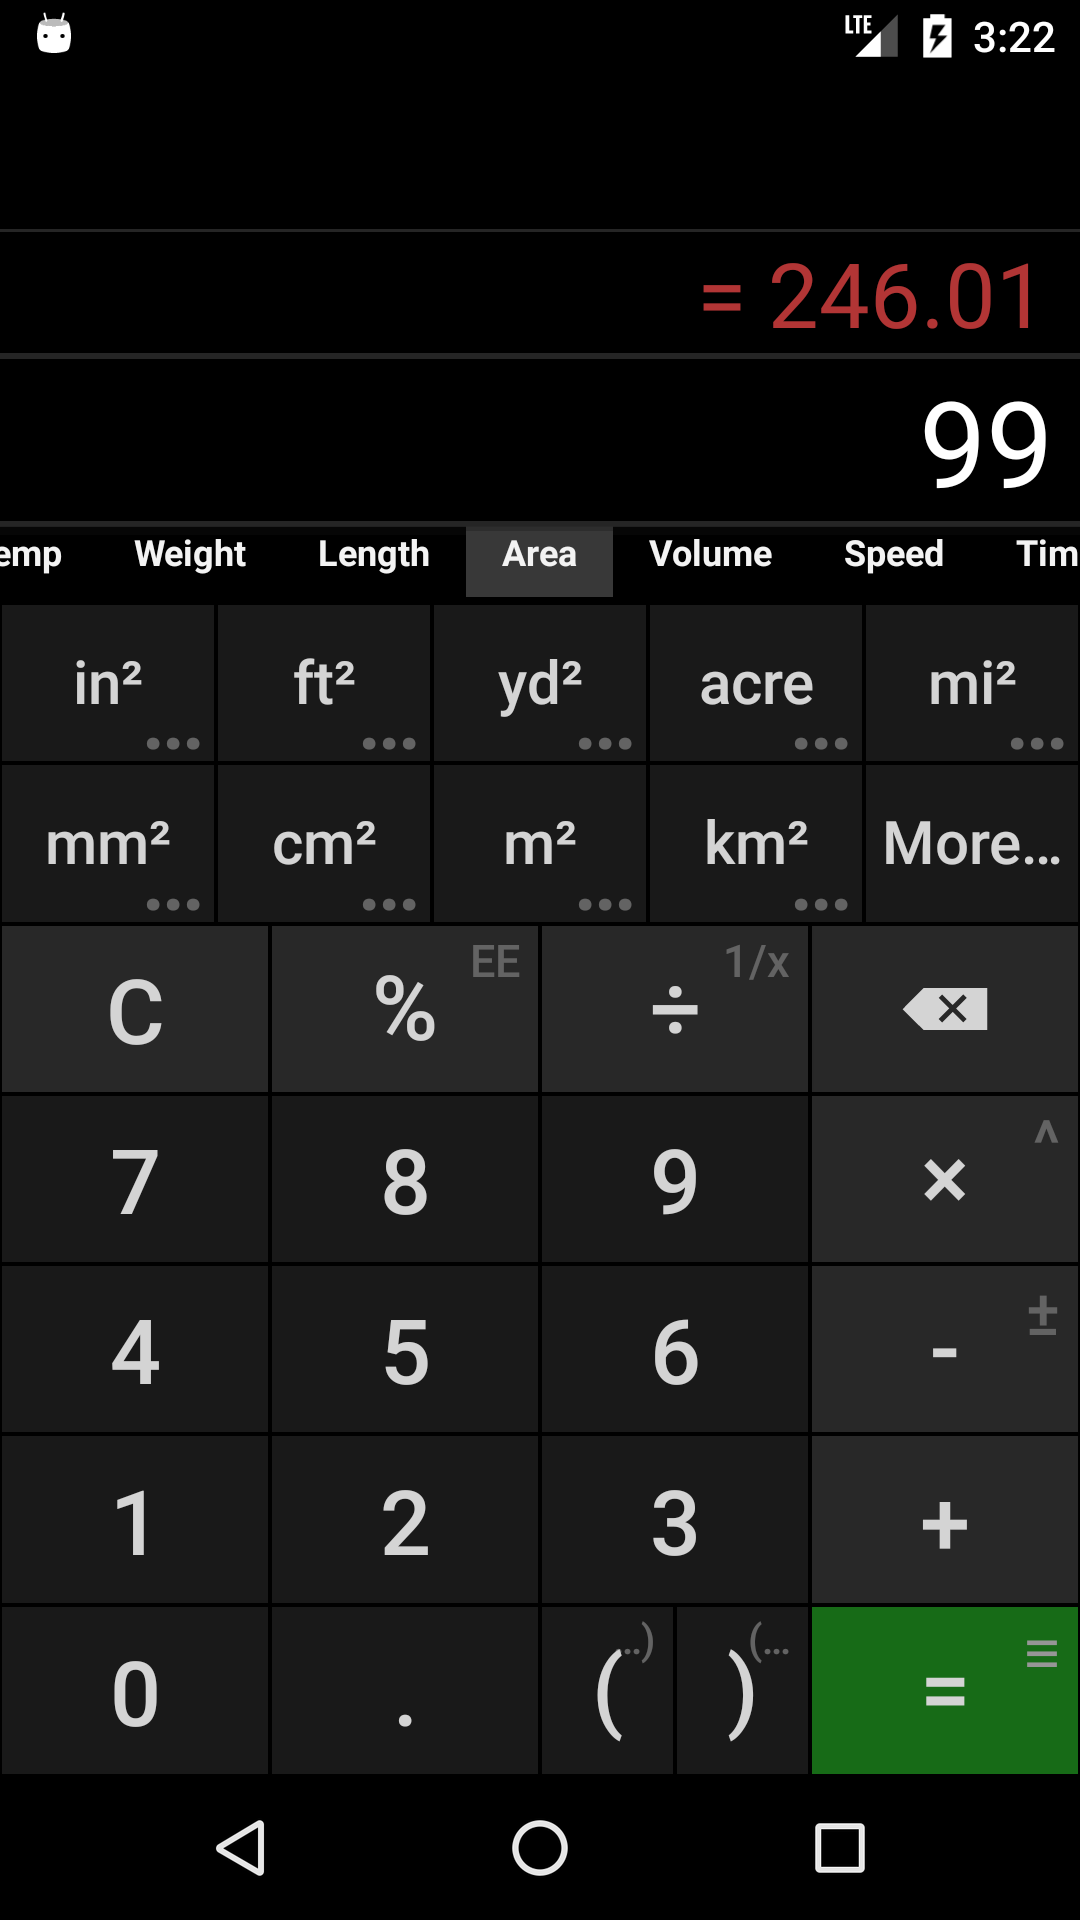 LTE 3:22
= 246.01
99
emp Weight Length Area Volume Speed Tim
in² ft² yd² acre mi²
mm² cm² m² km² More...
C % EE ÷ 1/x
7 8 9 × ^
4 5 6 - ±
1 2 3 +
0 . ( ..) ) (... =